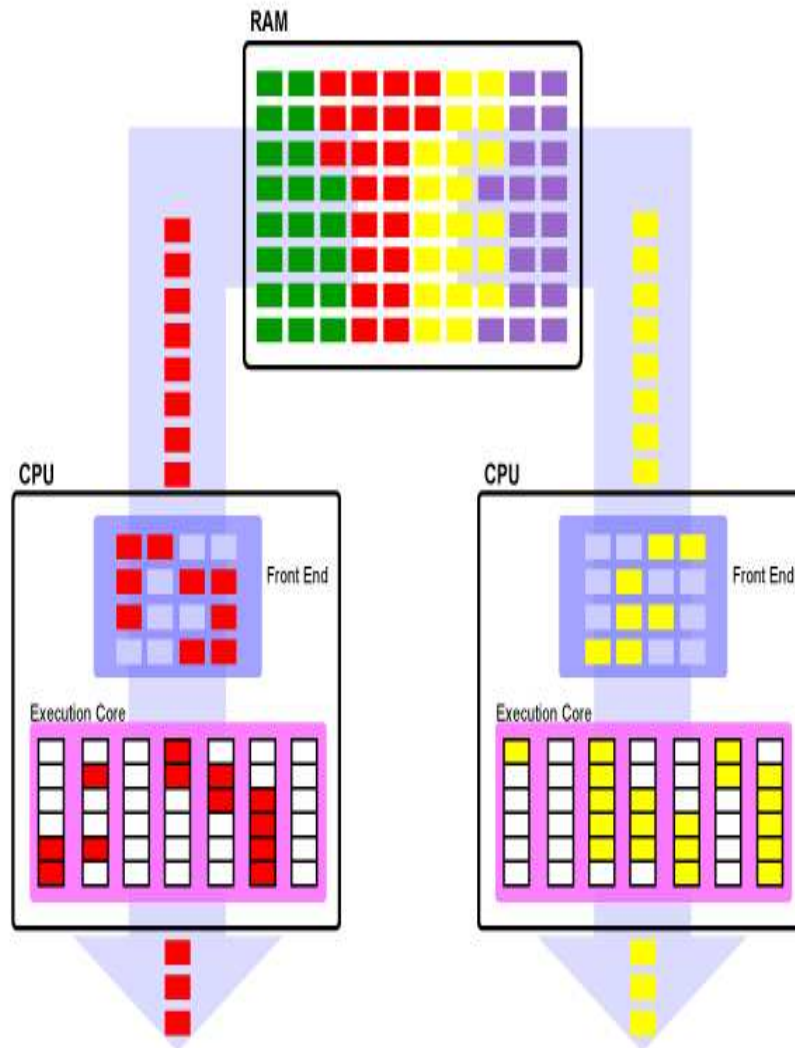 RAM
CPU
CPU
Front End
Front End
Execution Core
Execution Core